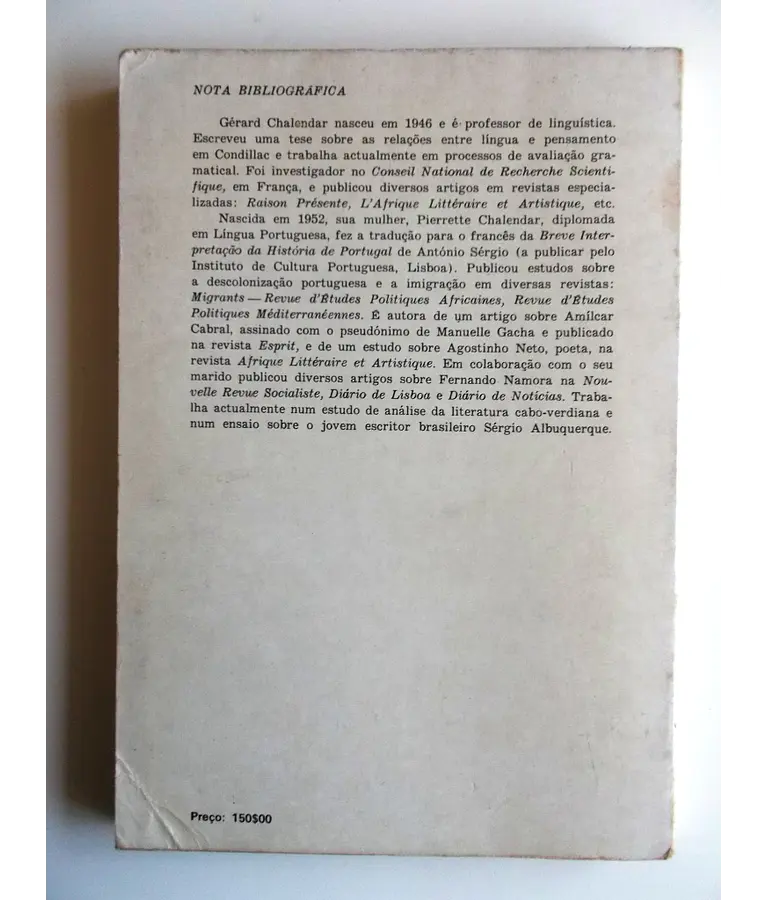 NOTA BIBLIOGRÁFICA
Gérard Chalendar nasceu em 1946 e é professor de linguística.
Escreveu uma tese sobre as relações entre língua e pensamento
em Condillac e trabalha actualmente em processos de avaliação gra-
matical. Foi investigador no Conseil National de Recherche Scienti-
fique, em França, e publicou diversos artigos em revistas especia-
lizadas: Raison Présente, L'Afrique Littéraire et Artistique, etc.
Nascida em 1952, sua mulher, Pierrette Chalendar, diplomada
em Língua Portuguesa, fez a tradução para o francês da Breve Inter-
pretação da História de Portugal de António Sérgio (a publicar pelo
Instituto de Cultura Portuguesa, Lisboa). Publicou estudos sobre
a descolonização portuguesa e a imigração em diversas revistas:
Migrants — Revue d'Études Politiques Africaines, Revue d'Études
Politiques Méditerranéennes. É autora de um artigo sobre Amílcar
Cabral, assinado com o pseudónimo de Manuelle Gacha e publicado
na revista Esprit, e de um estudo sobre Agostinho Neto, poeta, na
revista Afrique Littéraire et Artistique. Em colaboração com o seu
marido publicou diversos artigos sobre Fernando Namora na Nou-
velle Revue Socialiste, Diário de Lisboa e Diário de Notícias. Traba-
lha actualmente num estudo de análise da literatura cabo-verdiana e
num ensaio sobre o jovem escritor brasileiro Sérgio Albuquerque.
Preço: 150$00